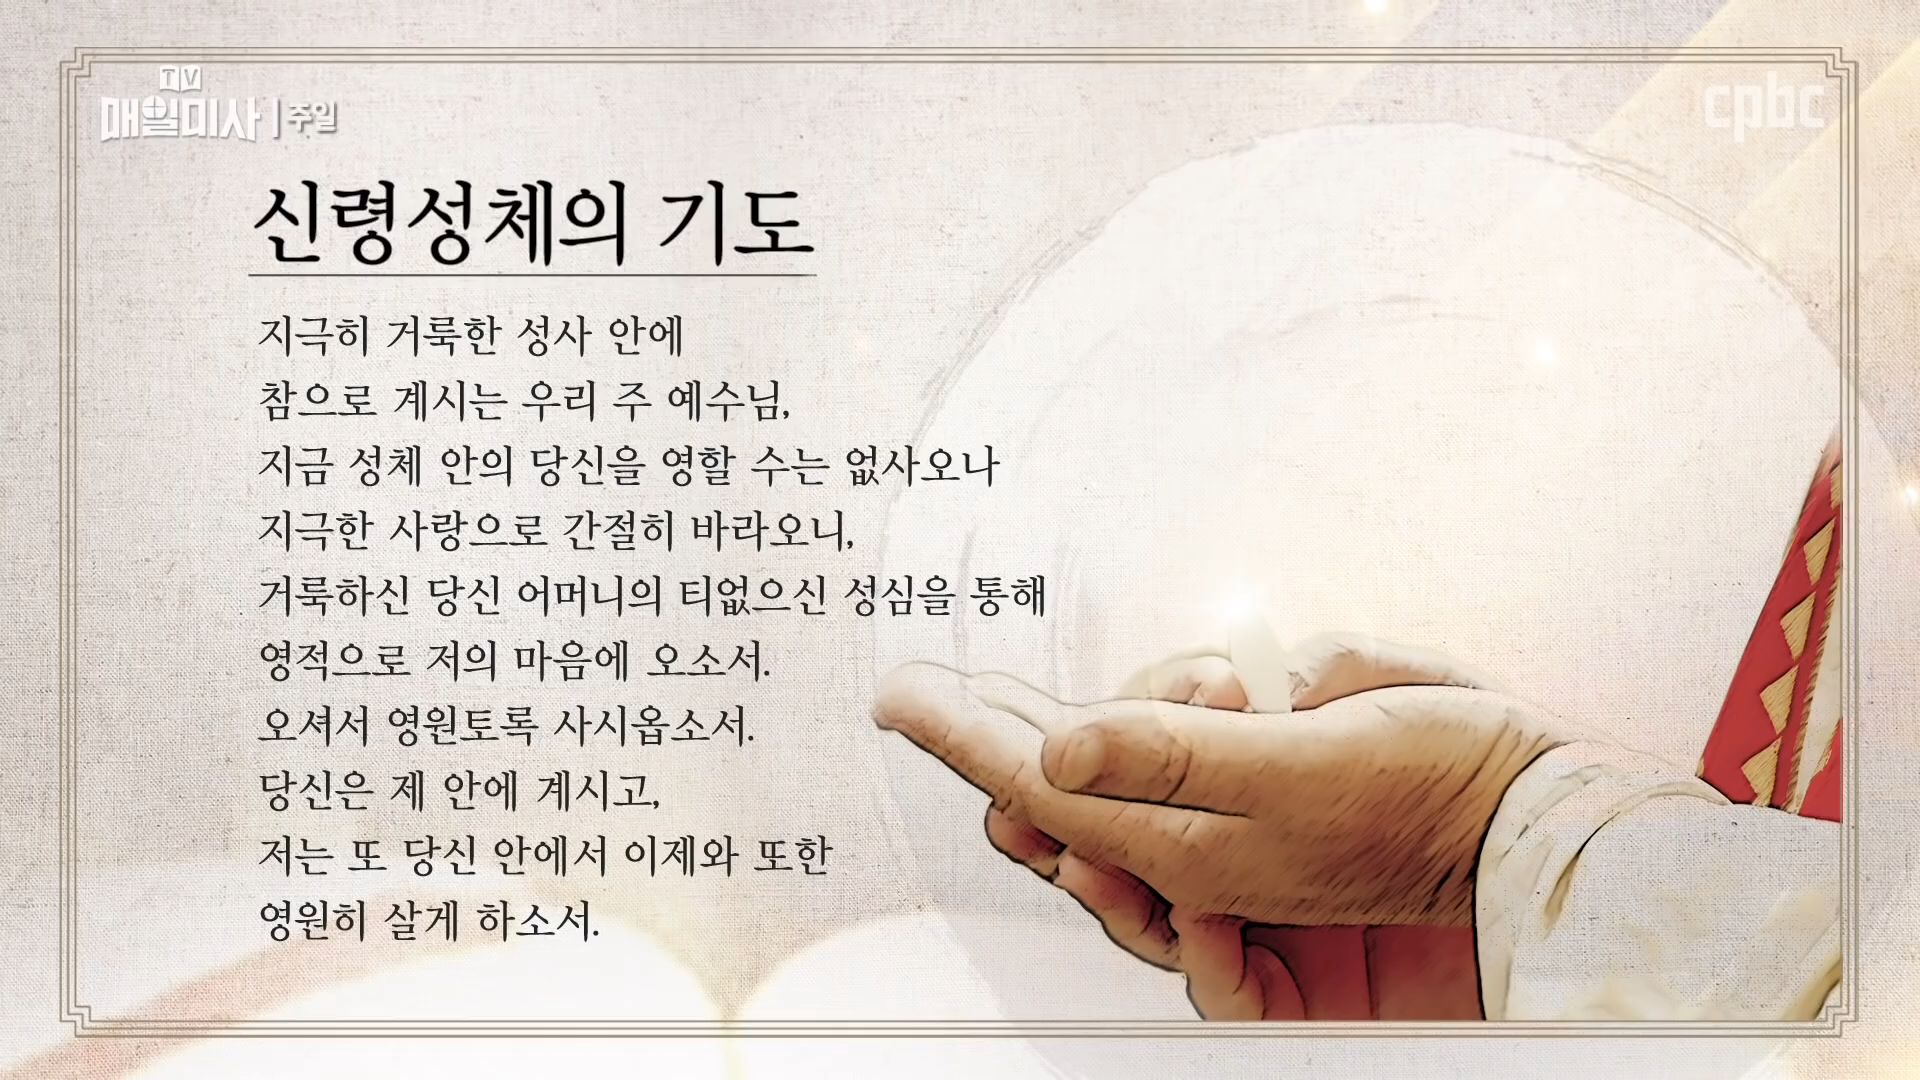 TV
매일미사 | 주일
cpbc
신령성체의 기도
지극히 거룩한 성사 안에
참으로 계시는 우리 주 예수님,
지금 성체 안의 당신을 영할 수는 없사오나
지극한 사랑으로 간절히 바라오니,
거룩하신 당신 어머니의 티없으신 성심을 통해
영적으로 저의 마음에 오소서.
오셔서 영원토록 사시옵소서.
당신은 제 안에 계시고,
저는 또 당신 안에서 이제와 또한
영원히 살게 하소서.